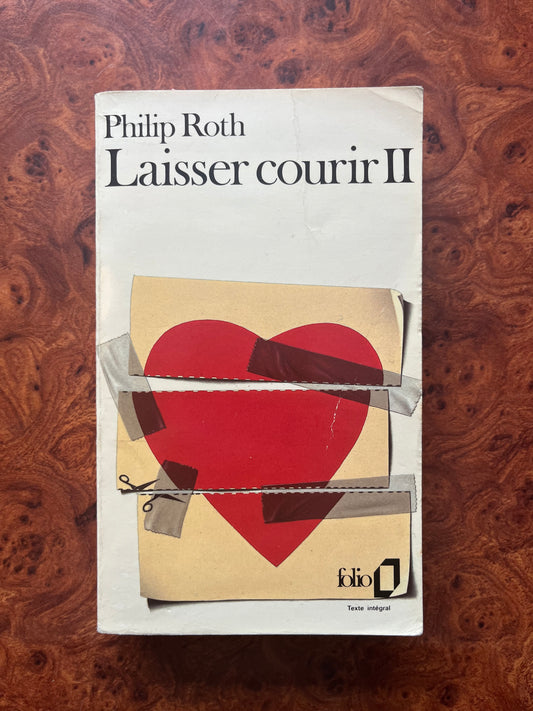 Philip Roth
Laisser courir II
folio
Texte intégral